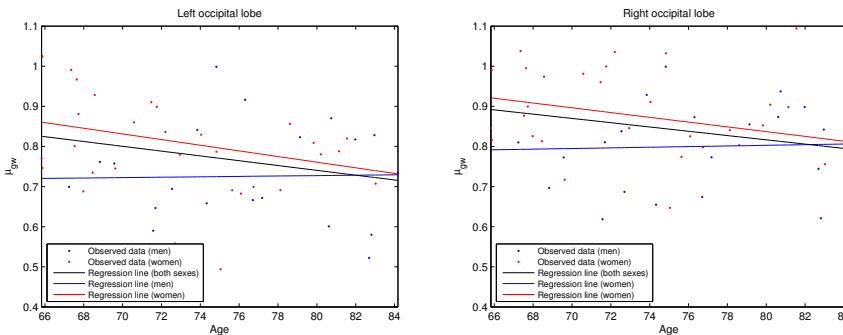 Left occipital lobe
1.1
1
0.9
0.8
0.7
0.6
0.5
0.4
μgw
66 68 70 72 74 76 78 80 82 84
Age
Observed data (men)
Observed data (women)
Regression line (both sexes)
Regression line (men)
Regression line (women)
Right occipital lobe
1.1
1
0.9
0.8
0.7
0.6
0.5
0.4
μgw
66 68 70 72 74 76 78 80 82 84
Age
Observed data (men)
Observed data (women)
Regression line (both sexes)
Regression line (women)
Regression line (women)